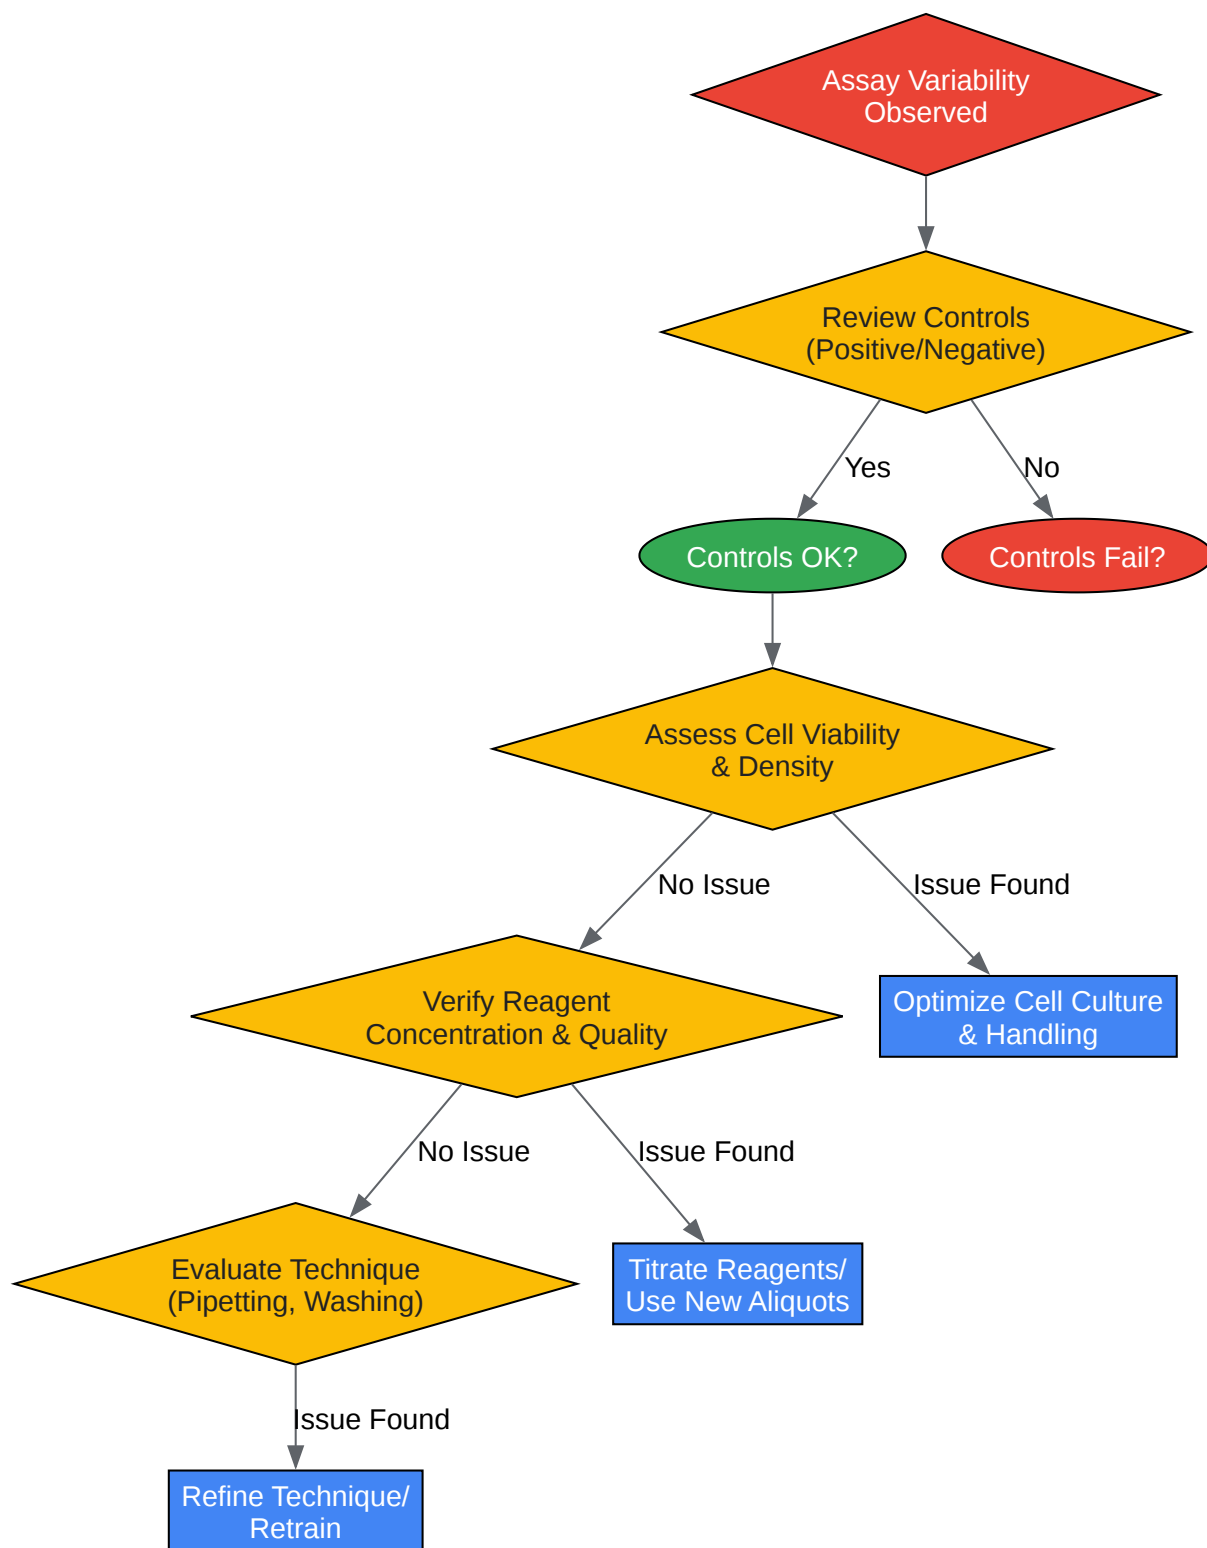 Assay Variability
Observed
Review Controls
(Positive/Negative)
Yes
No
Controls OK?
Controls Fail?
Assess Cell Viability
& Density
No Issue
Issue Found
Verify Reagent
Concentration & Quality
Optimize Cell Culture
& Handling
No Issue
Issue Found
Evaluate Technique
(Pipetting, Washing)
Titrate Reagents/
Use New Aliquots
Issue Found
Refine Technique/
Retrain